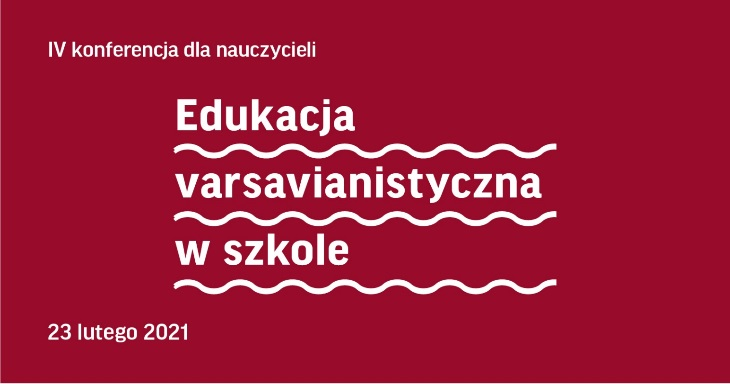 IV konferencja dla nauczycieli
Edukacja
varsavianistyczna
w szkole
23 lutego 2021